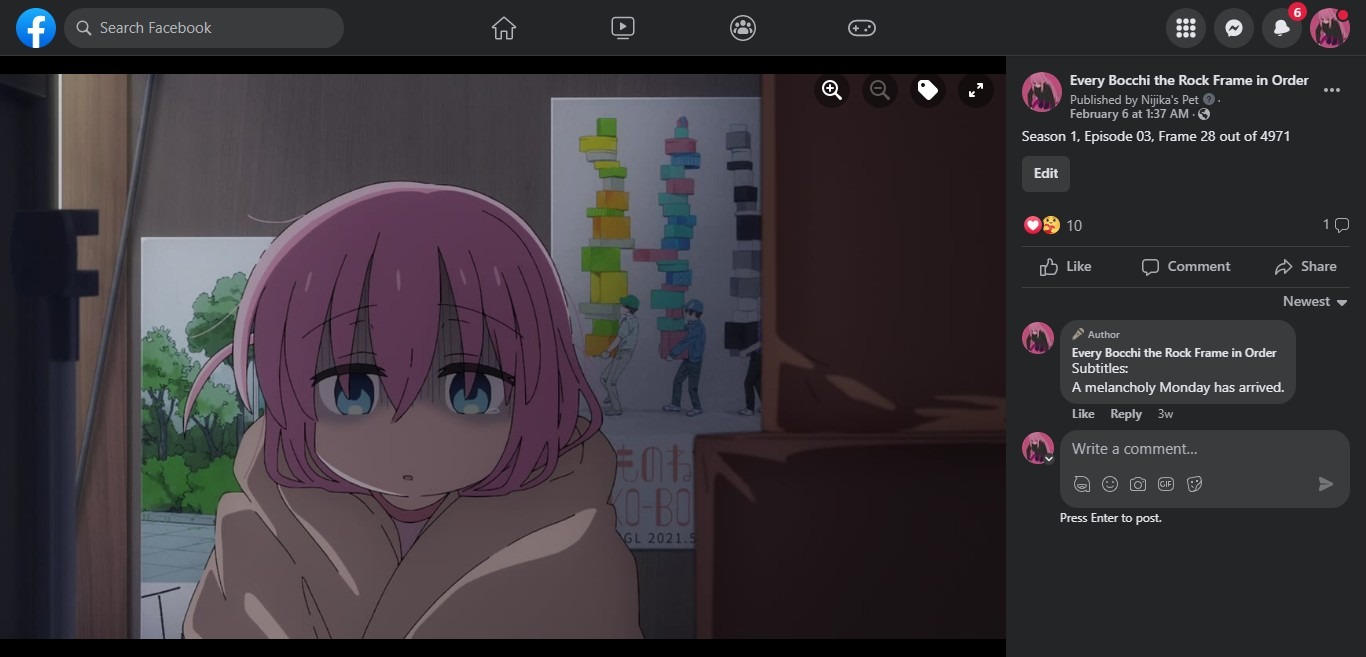 Search Facebook
6
Every Bocchi the Rock Frame in Order
Published by Nijika's Pet ·
February 6 at 1:37 AM ·
Season 1, Episode 03, Frame 28 out of 4971
Edit
10
1
Like
Comment
Share
Newest
Author
Every Bocchi the Rock Frame in Order
Subtitles:
A melancholy Monday has arrived.
Like Reply 3w
Write a comment...
GIF
Press Enter to post.
ものね
KO-BO
GL 2021.5